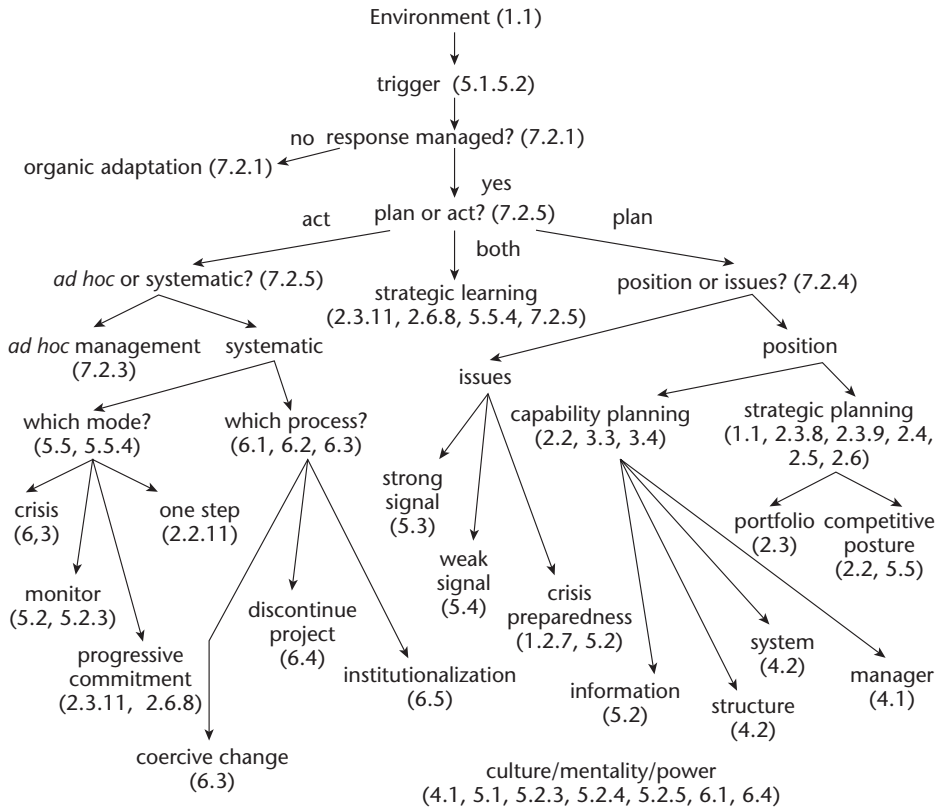 Environment (1.1)
trigger (5.1.5.2)
no response managed? (7.2.1)
organic adaptation (7.2.1)
yes
act plan or act? (7.2.5) plan
both
ad hoc or systematic? (7.2.5)
strategic learning
(2.3.11, 2.6.8, 5.5.4, 7.2.5)
position or issues? (7.2.4)
ad hoc management
(7.2.3)
systematic
issues
position
which mode?
(5.5, 5.5.4)
which process?
(6.1, 6.2, 6.3)
capability planning
(2.2, 3.3, 3.4)
strategic planning
(1.1, 2.3.8, 2.3.9, 2.4,
2.5, 2.6)
crisis
(6,3)
one step
(2.2.11)
strong
signal
(5.3)
portfolio
(2.3)
competitive
posture
(2.2, 5.5)
monitor
(5.2, 5.2.3)
weak
signal
(5.4)
discontinue
project
(6.4)
crisis
preparedness
(1.2.7, 5.2)
progressive
commitment
(2.3.11, 2.6.8)
institutionalization
(6.5)
information
(5.2)
structure
(4.2)
system
(4.2)
manager
(4.1)
coercive change
(6.3)
culture/mentality/power
(4.1, 5.1, 5.2.3, 5.2.4, 5.2.5, 6.1, 6.4)